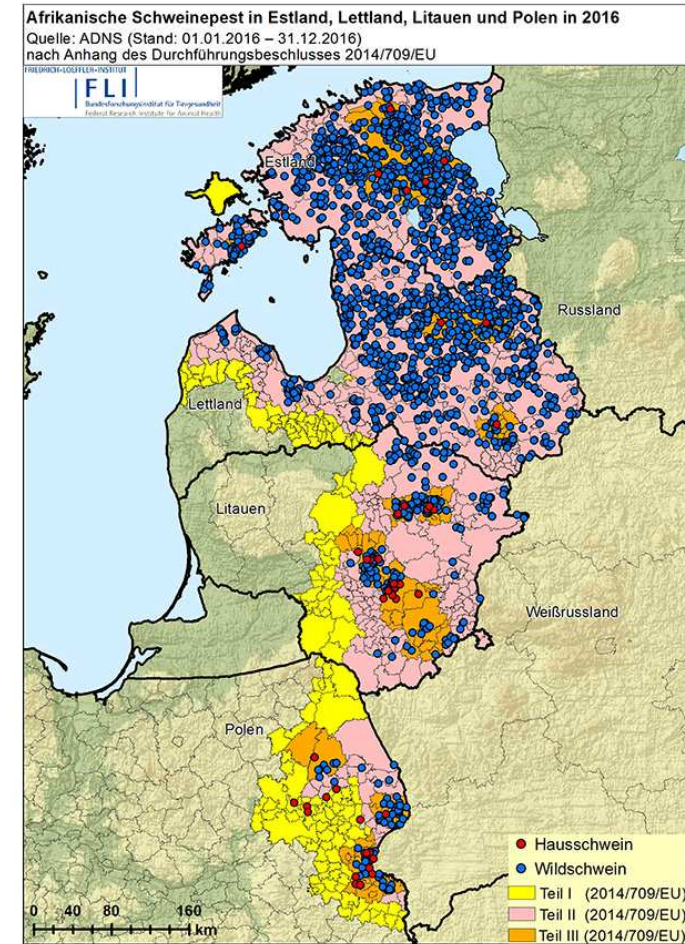 Afrikanische Schweinepest in Estland, Lettland, Litauen und Polen in 2016
Quelle: ADNS (Stand: 01.01.2016 – 31.12.2016)
nach Anhang des Durchführungsbeschlusses 2014/709/EU
FRIEDRICH-LOEFFLER-INSTITUT
FLI
Bundesforschungsinstitut für Tiergesundheit
Federal Research Institute for Animal Health
Estland
Russland
Lettland
Litauen
Weißrussland
Polen
Hausschwein
Wildschwein
Teil I (2014/709/EU)
Teil II (2014/709/EU)
Teil III (2014/709/EU)
0 40 80 160
km